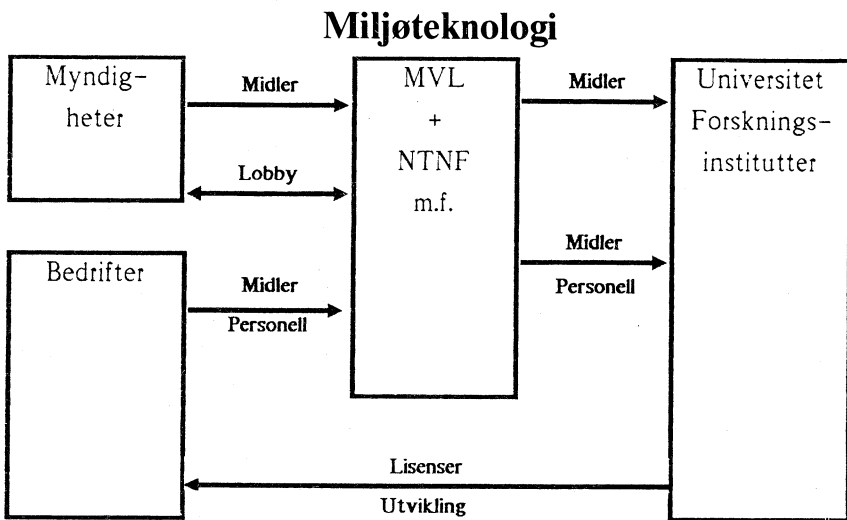 Miljøteknologi
Myndig-
heter
Midler
Lobby
MVL
+
NTNF
m.f.
Midler
Universitet
Forsknings-
institutter
Bedrifter
Midler
Personell
Midler
Personell
Lisenser
Utvikling